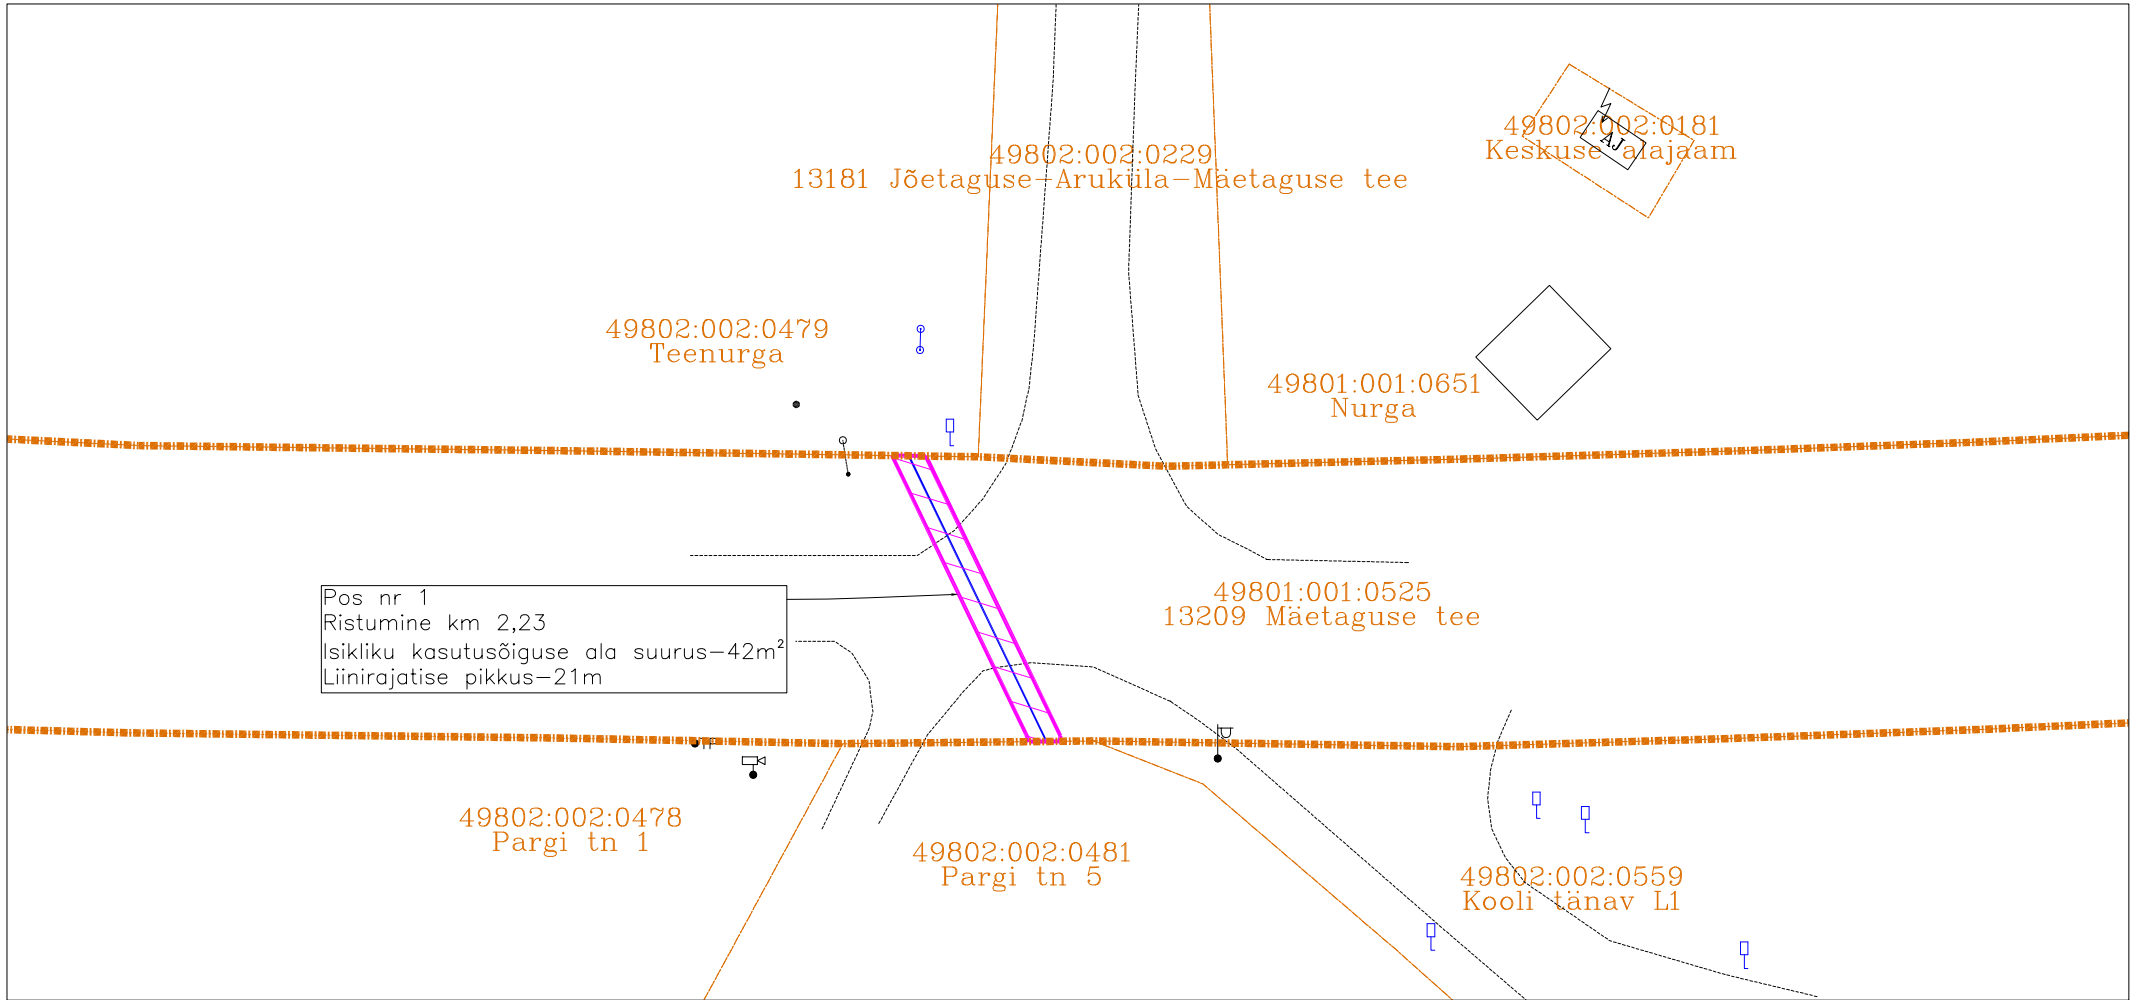 49802:002:0181
Keskuse alajaam
AJ
49802:002:0229
13181 Jõetaguse-Aruküla-Mäetaguse tee
49802:002:0479
Teenurga
49801:001:0651
Nurga
Pos nr 1
Ristumine km 2,23
Isikliku kasutusõiguse ala suurus-42m²
Liinirajatise pikkus-21m
49801:001:0525
13209 Mäetaguse tee
49802:002:0478
Pargi tn 1
49802:002:0481
Pargi tn 5
49802:002:0559
Kooli tänav L1